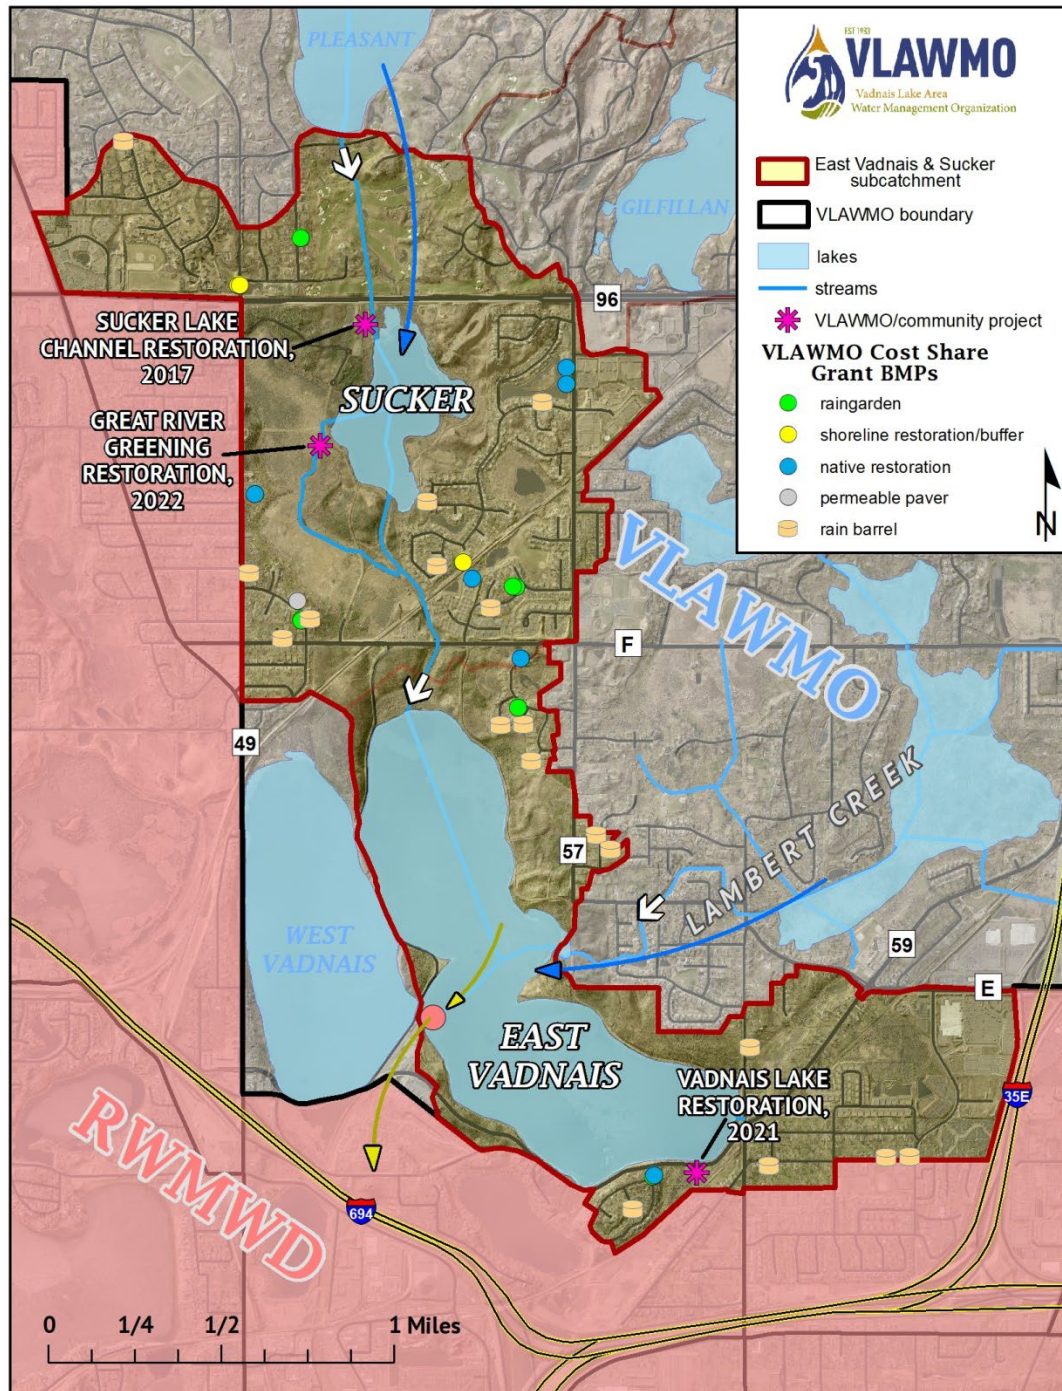 PLEASANT
EST 1983
VLAWMO
Vadnais Lake Area
Water Management Organization
East Vadnais & Sucker
subcatchment
VLAWMO boundary
lakes
streams
VLAWMO/community project
VLAWMO Cost Share
Grant BMPs
raingarden
shoreline restoration/buffer
native restoration
permeable paver
rain barrel
N
GILFILLAN
96
SUCKER LAKE
CHANNEL RESTORATION,
2017
SUCKER
GREAT RIVER
GREENING
RESTORATION,
2022
VLAWMO
F
49
57
LAMBERT CREEK
59
WEST
VADNAIS
E
EAST
VADNAIS
VADNAIS LAKE
RESTORATION,
2021
35E
RWMWD
694
0 1/4 1/2 1 Miles